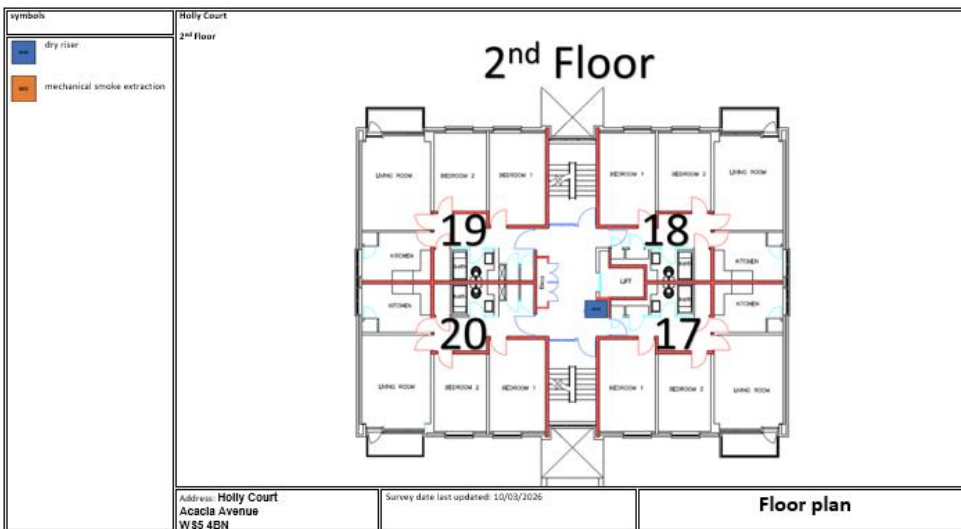 symbols
dry riser
mechanical smoke extraction
Holly Court
2nd Floor
2nd Floor
LIVING ROOM
BEDROOM 2
BEDROOM 1
BEDROOM 1
BEDROOM 2
LIVING ROOM
19
18
KITCHEN
KITCHEN
LIFT
KITCHEN
KITCHEN
20
17
LIVING ROOM
BEDROOM 2
BEDROOM 1
BEDROOM 1
BEDROOM 2
LIVING ROOM
Address: Holly Court
Acacia Avenue
WS5 4BN
Survey date last updated: 10/03/2026
Floor plan